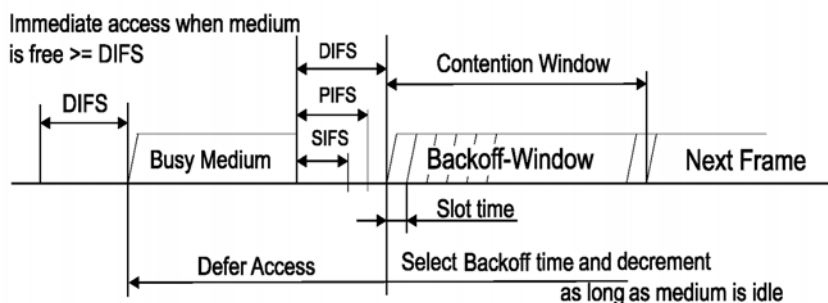 Immediate access when medium
is free >= DIFS
DIFS
DIFS
PIFS
SIFS
Contention Window
Busy Medium
Backoff-Window
Next Frame
Slot time
Defer Access
Select Backoff time and decrement
as long as medium is idle